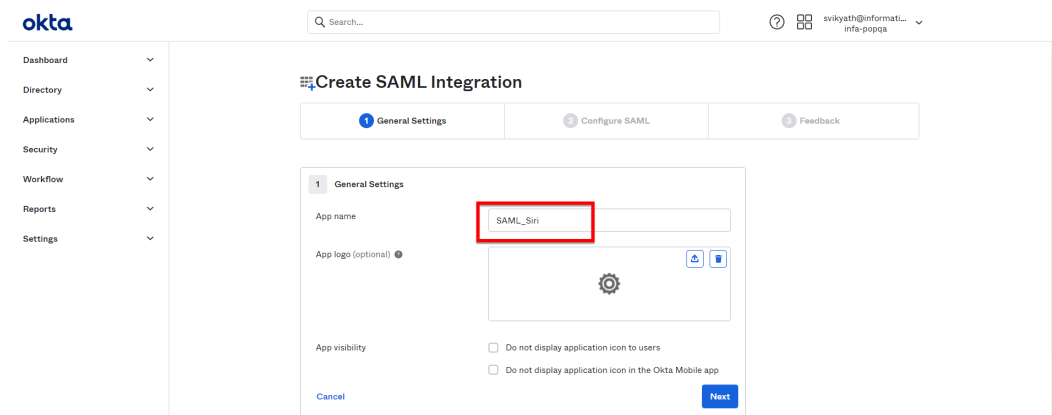 okta
Search...
svikyath@informati...
infa-popqa
Dashboard
Directory
Applications
Security
Workflow
Reports
Settings
Create SAML Integration
1 General Settings
2 Configure SAML
3 Feedback
1 General Settings
App name
SAML_Siri
App logo (optional)
App visibility
Do not display application icon to users
Do not display application icon in the Okta Mobile app
Cancel
Next